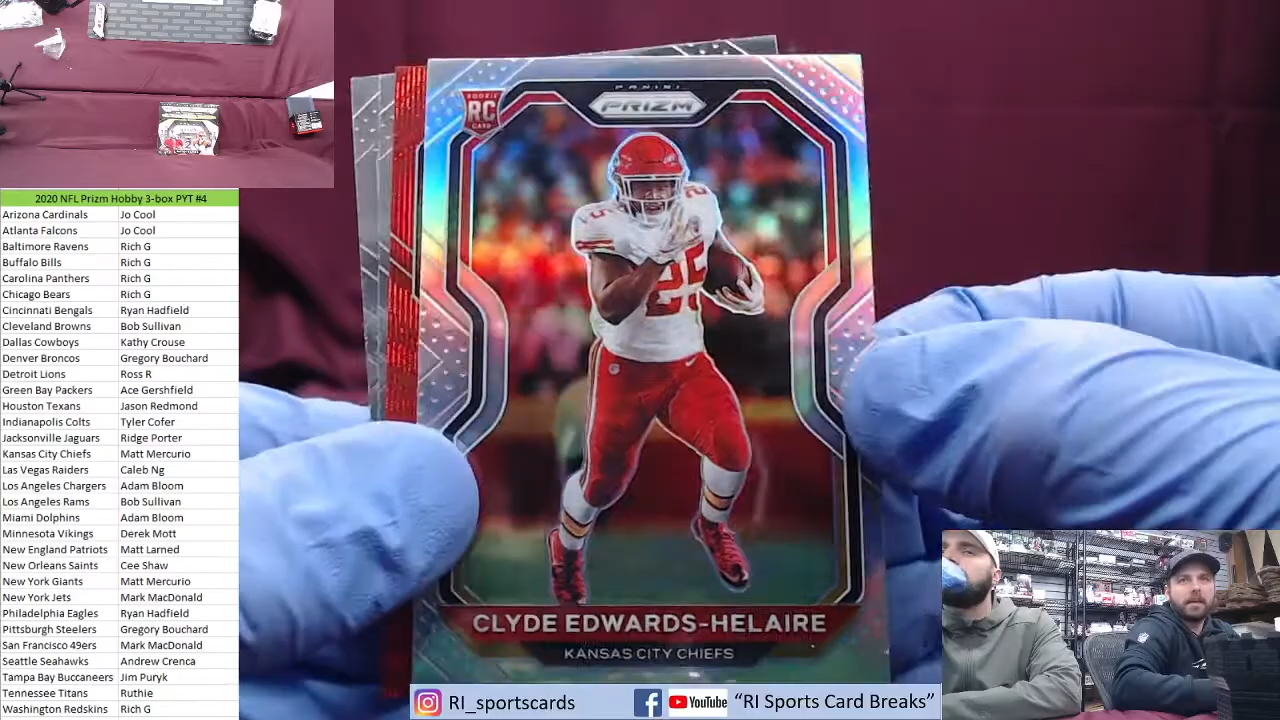 2020 NFL Prizm Hobby 3-box PYT #4
Arizona Cardinals Jo Cool
Atlanta Falcons Jo Cool
Baltimore Ravens Rich G
Buffalo Bills Rich G
Carolina Panthers Rich G
Chicago Bears Rich G
Cincinnati Bengals Ryan Hadfield
Cleveland Browns Bob Sullivan
Dallas Cowboys Kathy Crouse
Denver Broncos Gregory Bouchard
Detroit Lions Ross R
Green Bay Packers Ace Gershfield
Houston Texans Jason Redmond
Indianapolis Colts Tyler Cofer
Jacksonville Jaguars Ridge Porter
Kansas City Chiefs Matt Mercurio
Las Vegas Raiders Caleb Ng
Los Angeles Chargers Adam Bloom
Los Angeles Rams Bob Sullivan
Miami Dolphins Adam Bloom
Minnesota Vikings Derek Mott
New England Patriots Matt Larned
New Orleans Saints Cee Shaw
New York Giants Matt Mercurio
New York Jets Mark MacDonald
Philadelphia Eagles Ryan Hadfield
Pittsburgh Steelers Gregory Bouchard
San Francisco 49ers Mark MacDonald
Seattle Seahawks Andrew Crenca
Tampa Bay Buccaneers Jim Puryk
Tennessee Titans Ruthie
Washington Redskins Rich G
PANINI
PRIZM
ROOKIE
RC
CARD
25
25
25
CLYDE EDWARDS-HELAIRE
KANSAS CITY CHIEFS
RI_sportscards
YouTube "RI Sports Card Breaks"